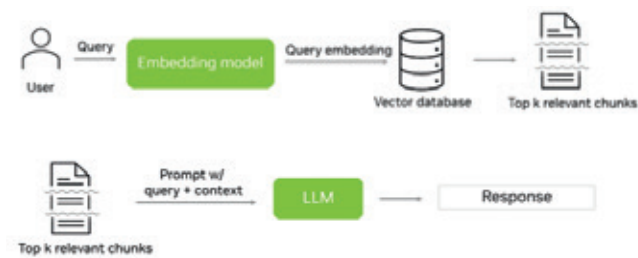 Query
Embedding model
Query embedding
User
Vector database
Top k relevant chunks
Prompt w/
query + context
LLM
Response
Top k relevant chunks